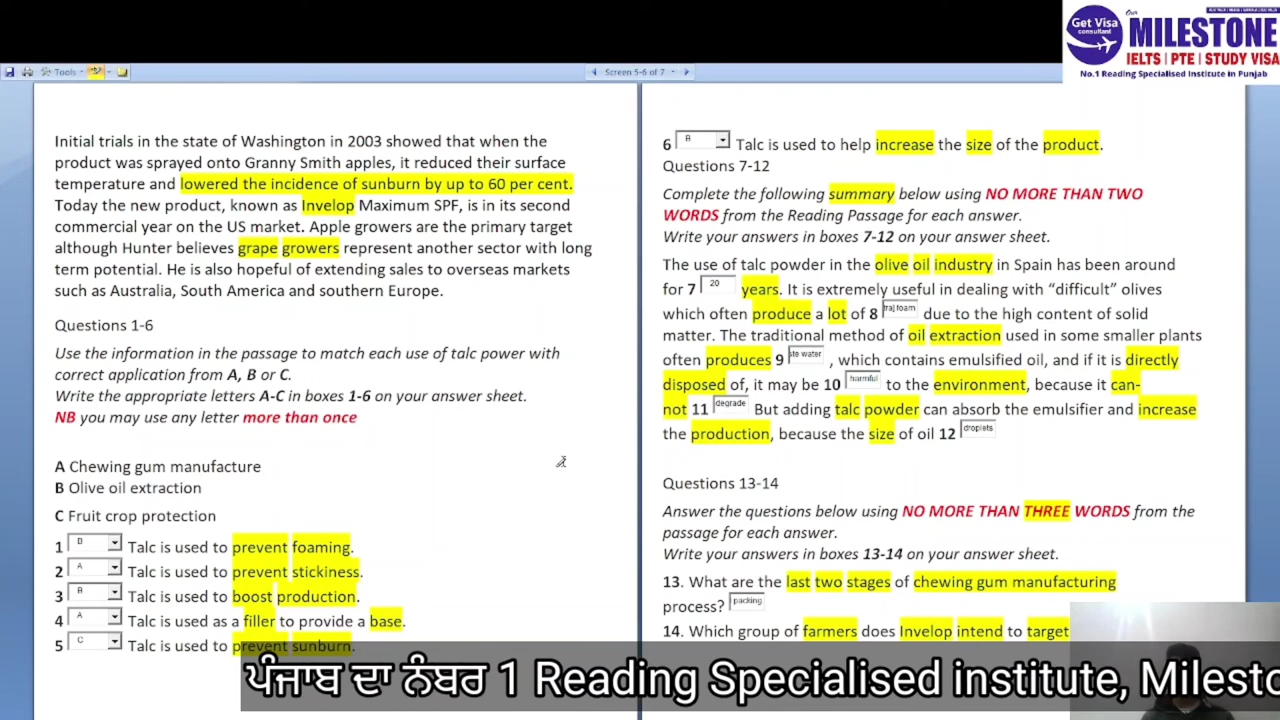 Our
Get Visa
consultant
MILESTONE
IELTS | PTE | STUDY VISA
No.1 Reading Specialised Institute in Punjab
Tools
Screen 5-6 of 7
Initial trials in the state of Washington in 2003 showed that when the
product was sprayed onto Granny Smith apples, it reduced their surface
temperature and lowered the incidence of sunburn by up to 60 per cent.
Today the new product, known as Invelop Maximum SPF, is in its second
commercial year on the US market. Apple growers are the primary target
although Hunter believes grape growers represent another sector with long
term potential. He is also hopeful of extending sales to overseas markets
such as Australia, South America and southern Europe.
Questions 1-6
Use the information in the passage to match each use of talc power with
correct application from A, B or C.
Write the appropriate letters A-C in boxes 1-6 on your answer sheet.
NB you may use any letter more than once
A Chewing gum manufacture
B Olive oil extraction
C Fruit crop protection
1 B Talc is used to prevent foaming.
2 A Talc is used to prevent stickiness.
3 B Talc is used to boost production.
4 A Talc is used as a filler to provide a base.
5 C Talc is used to prevent sunburn.
6 B Talc is used to help increase the size of the product.
Questions 7-12
Complete the following summary below using NO MORE THAN TWO
WORDS from the Reading Passage for each answer.
Write your answers in boxes 7-12 on your answer sheet.
The use of talc powder in the olive oil industry in Spain has been around
for 7 20 years. It is extremely useful in dealing with “difficult” olives
which often produce a lot of 8 foam due to the high content of solid
matter. The traditional method of oil extraction used in some smaller plants
often produces 9 ste water , which contains emulsified oil, and if it is directly
disposed of, it may be 10 harmful to the environment, because it can-
not 11 degrade But adding talc powder can absorb the emulsifier and increase
the production, because the size of oil 12 droplets
Questions 13-14
Answer the questions below using NO MORE THAN THREE WORDS from the
passage for each answer.
Write your answers in boxes 13-14 on your answer sheet.
13. What are the last two stages of chewing gum manufacturing
process? packing
14. Which group of farmers does Invelop intend to target
ਪੰਜਾਬ ਦਾ ਨੰਬਰ 1 Reading Specialised institute, Milesto